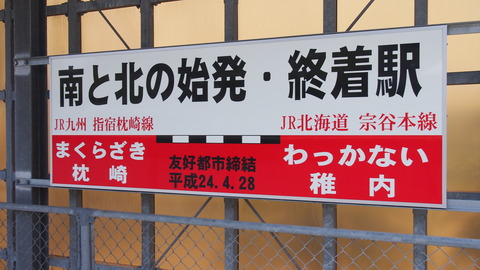 南と北の始発・終着駅
JR九州 指宿枕崎線
JR北海道 宗谷本線
まくらざき
枕崎
友好都市締結
平成24.4.28
わっかない
稚内